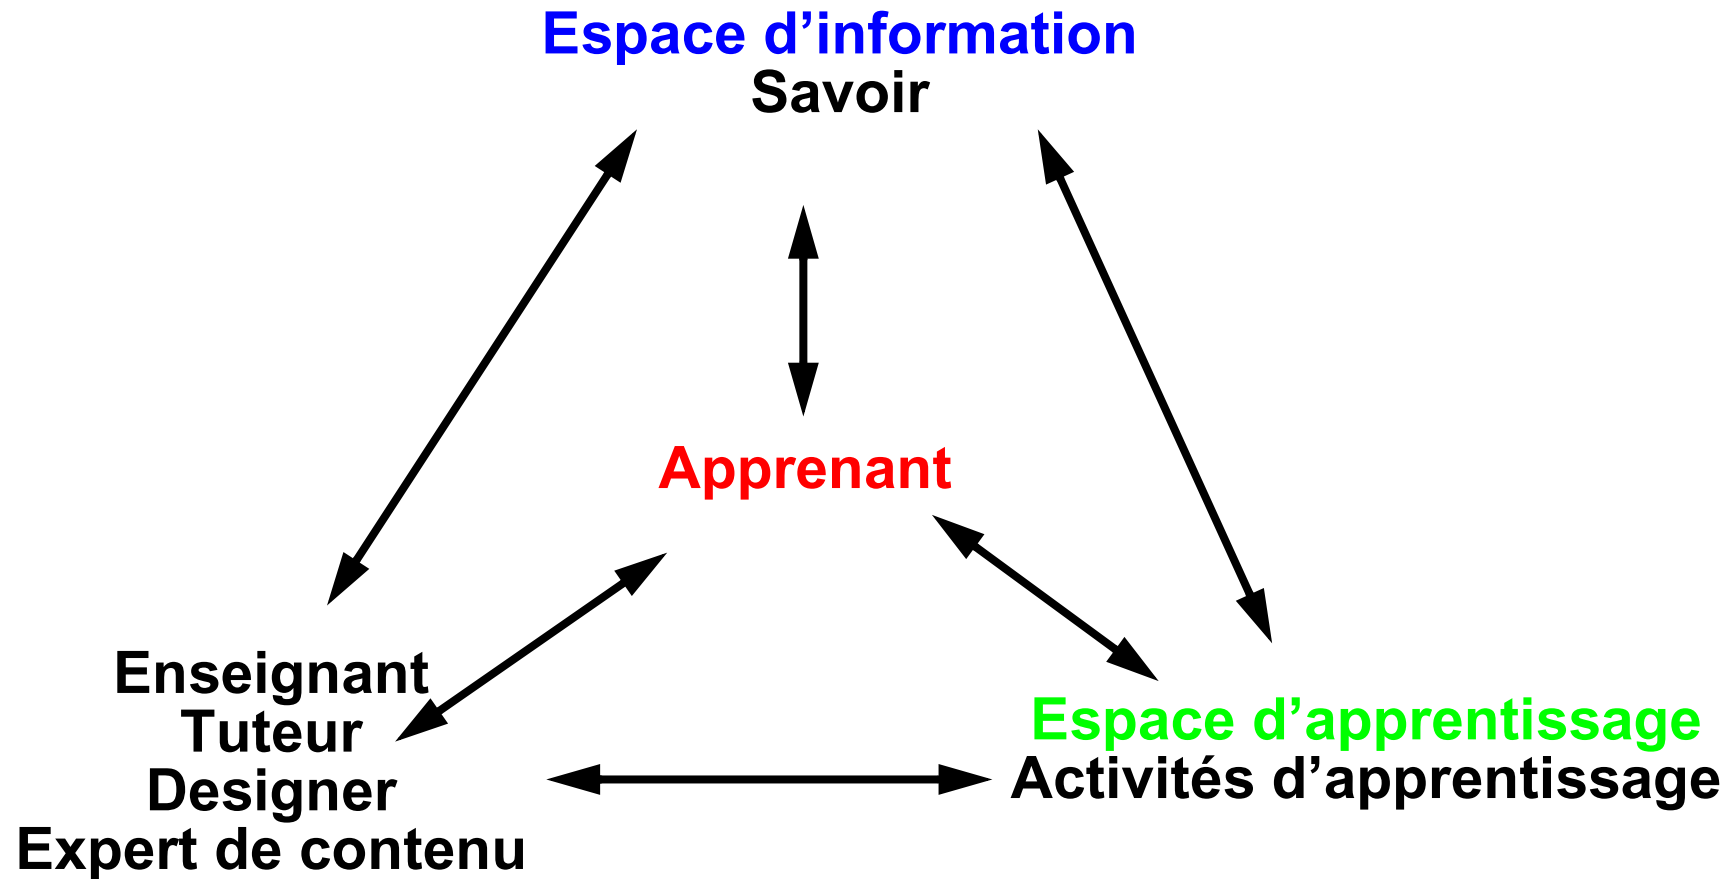 Espace d’information
Savoir
Apprenant
Enseignant
Tuteur
Designer
Expert de contenu
Espace d’apprentissage
Activités d’apprentissage